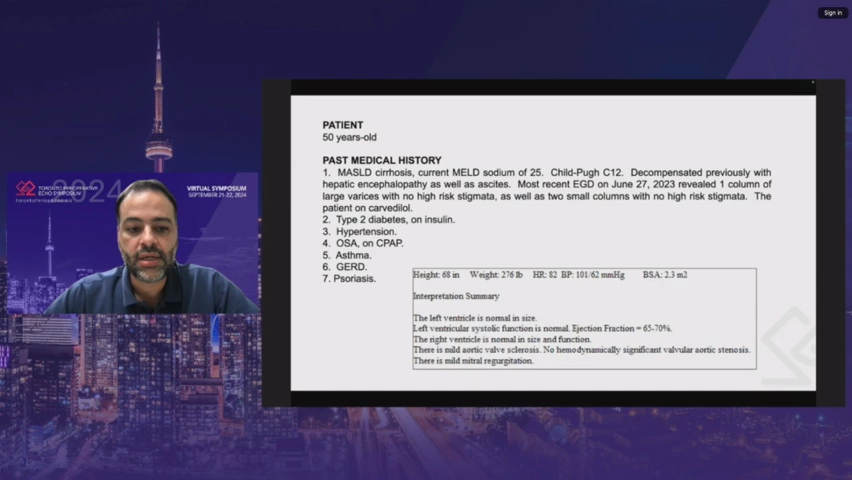 Sign in
PATIENT
50 years-old
PAST MEDICAL HISTORY
1. MASLD cirrhosis, current MELD sodium of 25. Child-Pugh C12. Decompensated previously with
hepatic encephalopathy as well as ascites. Most recent EGD on June 27, 2023 revealed 1 column of
large varices with no high risk stigmata, as well as two small columns with no high risk stigmata. The
patient on carvedilol.
2. Type 2 diabetes, on insulin.
3. Hypertension.
4. OSA, on CPAP.
5. Asthma.
6. GERD.
7. Psoriasis.
Height: 68 in Weight: 276 lb HR: 82 BP: 101/62 mmHg BSA: 2.3 m2
Interpretation Summary
The left ventricle is normal in size.
Left ventricular systolic function is normal. Ejection Fraction = 65-70%.
The right ventricle is normal in size and function.
There is mild aortic valve sclerosis. No hemodynamically significant valvular aortic stenosis.
There is mild mitral regurgitation.
2024
TORONTO PERIOPERATIVE
ECHO SYMPOSIUM
VIRTUAL SYMPOSIUM
SEPTEMBER 21-22, 2024